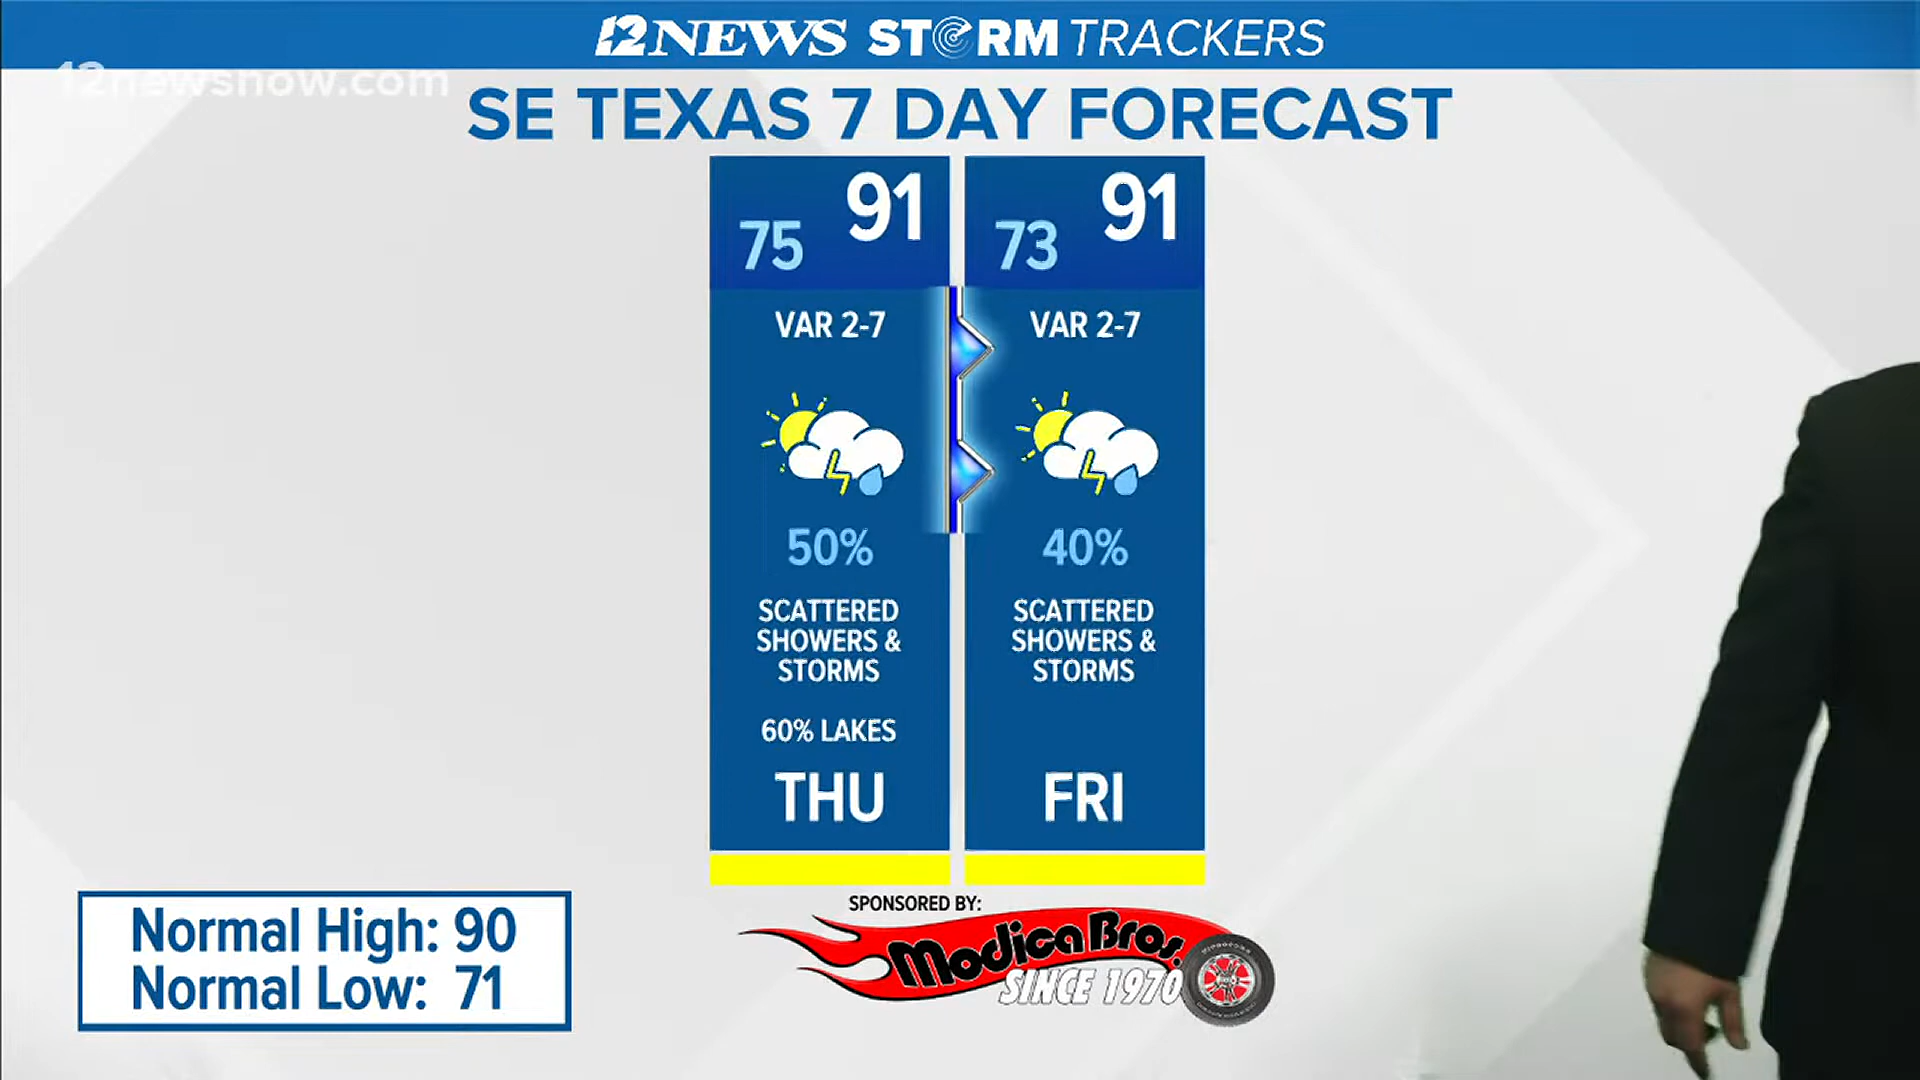 12NEWS STORM TRACKERS
12newsnow.com
SE TEXAS 7 DAY FORECAST
75 91
VAR 2-7
50%
SCATTERED
SHOWERS &
STORMS
60% LAKES
THU
73 91
VAR 2-7
40%
SCATTERED
SHOWERS &
STORMS
FRI
Normal High: 90
Normal Low: 71
SPONSORED BY:
Modica Bros.
SINCE 1970